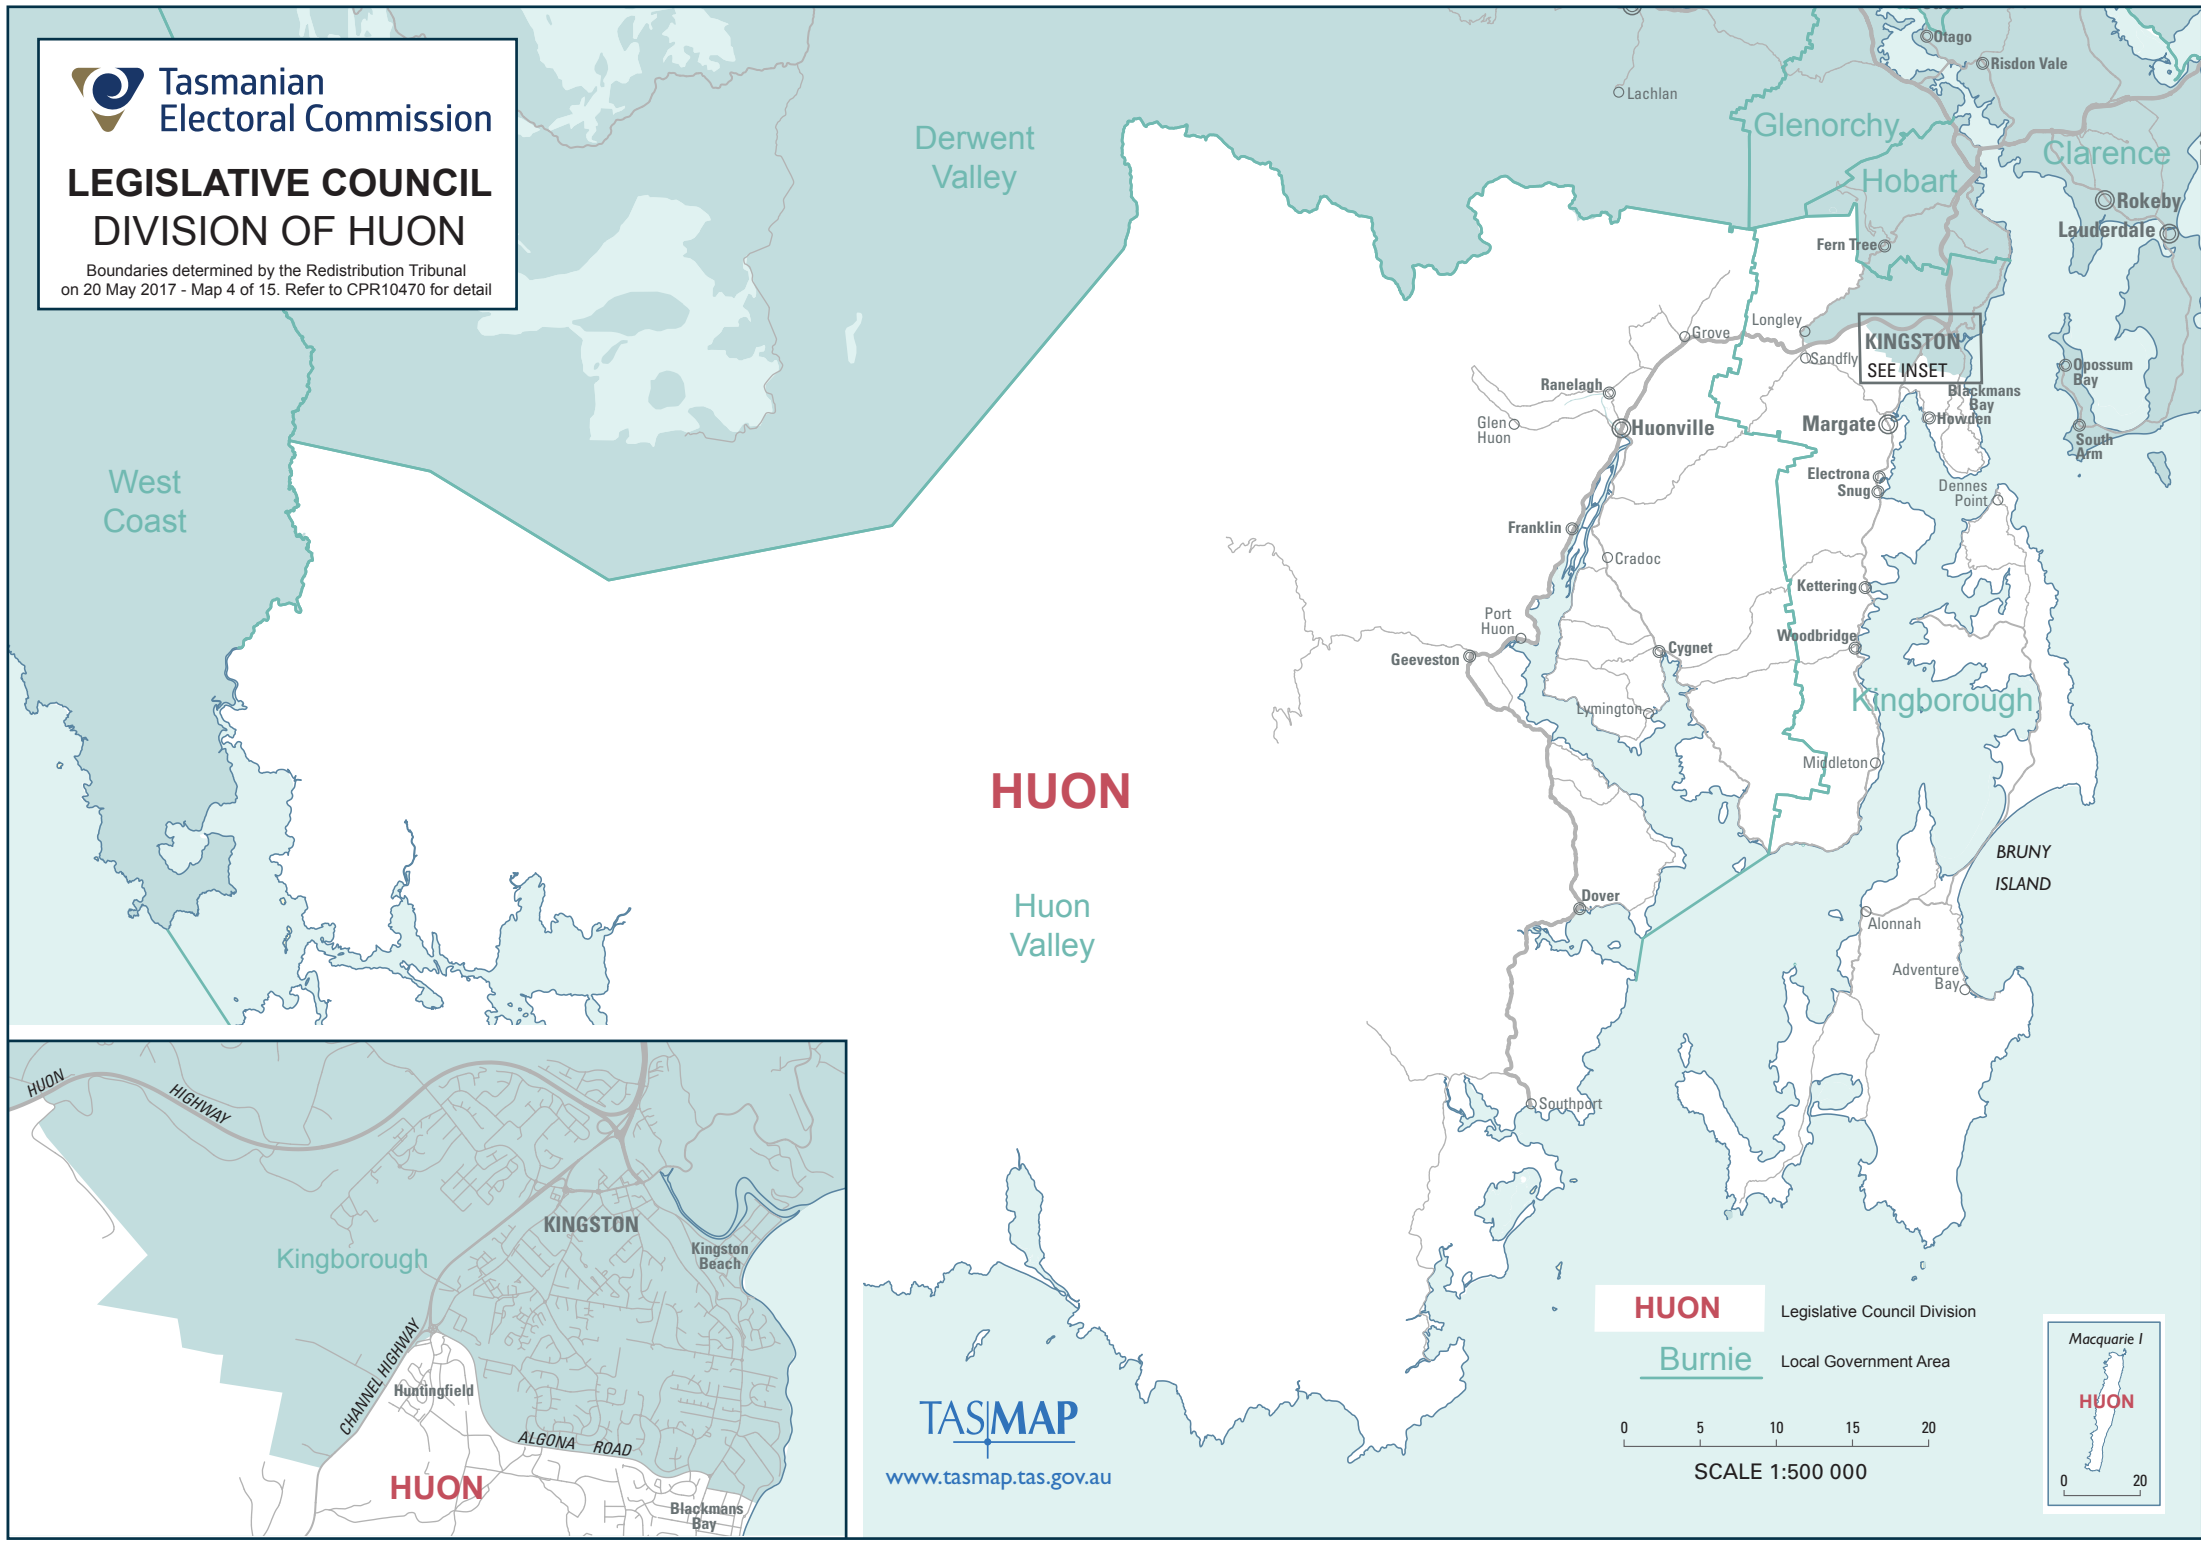 Tasmanian
Electoral Commission
LEGISLATIVE COUNCIL
DIVISION OF HUON
Boundaries determined by the Redistribution Tribunal
on 20 May 2017 - Map 4 of 15. Refer to CPR10470 for detail
Derwent
Valley
West
Coast
Lachlan
Otago
Risdon Vale
Glenorchy
Clarence
Hobart
Rokeby
Lauderdale
Fern Tree
Longley
Grove
Sandfly
KINGSTON
SEE INSET
Opossum
Bay
Ranelagh
Blackmans
Bay
Howden
Glen
Huon
Huonville
Margate
South
Arm
Electrona
Snug
Dennes
Point
Franklin
Cradoc
Kettering
Port
Huon
Woodbridge
Geeveston
Cygnet
Kingborough
Lymington
Middleton
HUON
BRUNY
ISLAND
Huon
Valley
Dover
Alonnah
Adventure
Bay
Southport
HUON
HIGHWAY
KINGSTON
Kingston
Beach
Kingborough
CHANNEL HIGHWAY
Huntingfield
ALGONA ROAD
HUON
Blackmans
Bay
TASMAP
www.tasmap.tas.gov.au
HUON
Legislative Council Division
Burnie
Local Government Area
0 5 10 15 20
SCALE 1:500 000
Macquarie I
HUON
0 20